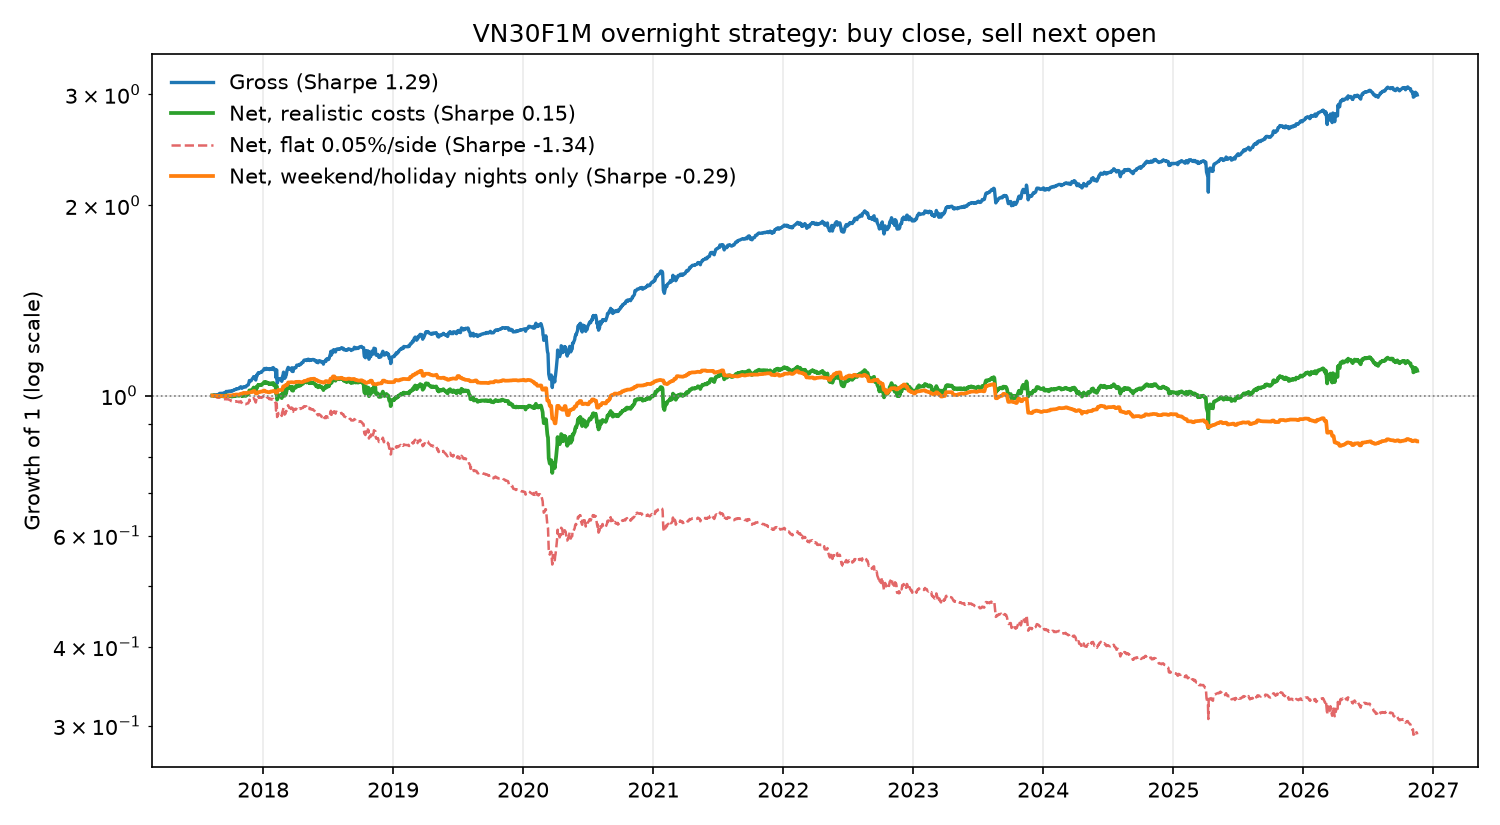 VN30F1M overnight strategy: buy close, sell next open
Gross (Sharpe 1.29)
Net, realistic costs (Sharpe 0.15)
Net, flat 0.05%/side (Sharpe -1.34)
Net, weekend/holiday nights only (Sharpe -0.29)
Growth of 1 (log scale)
3 × 10⁰
2 × 10⁰
10⁰
6 × 10⁻¹
4 × 10⁻¹
3 × 10⁻¹
2018 2019 2020 2021 2022 2023 2024 2025 2026 2027